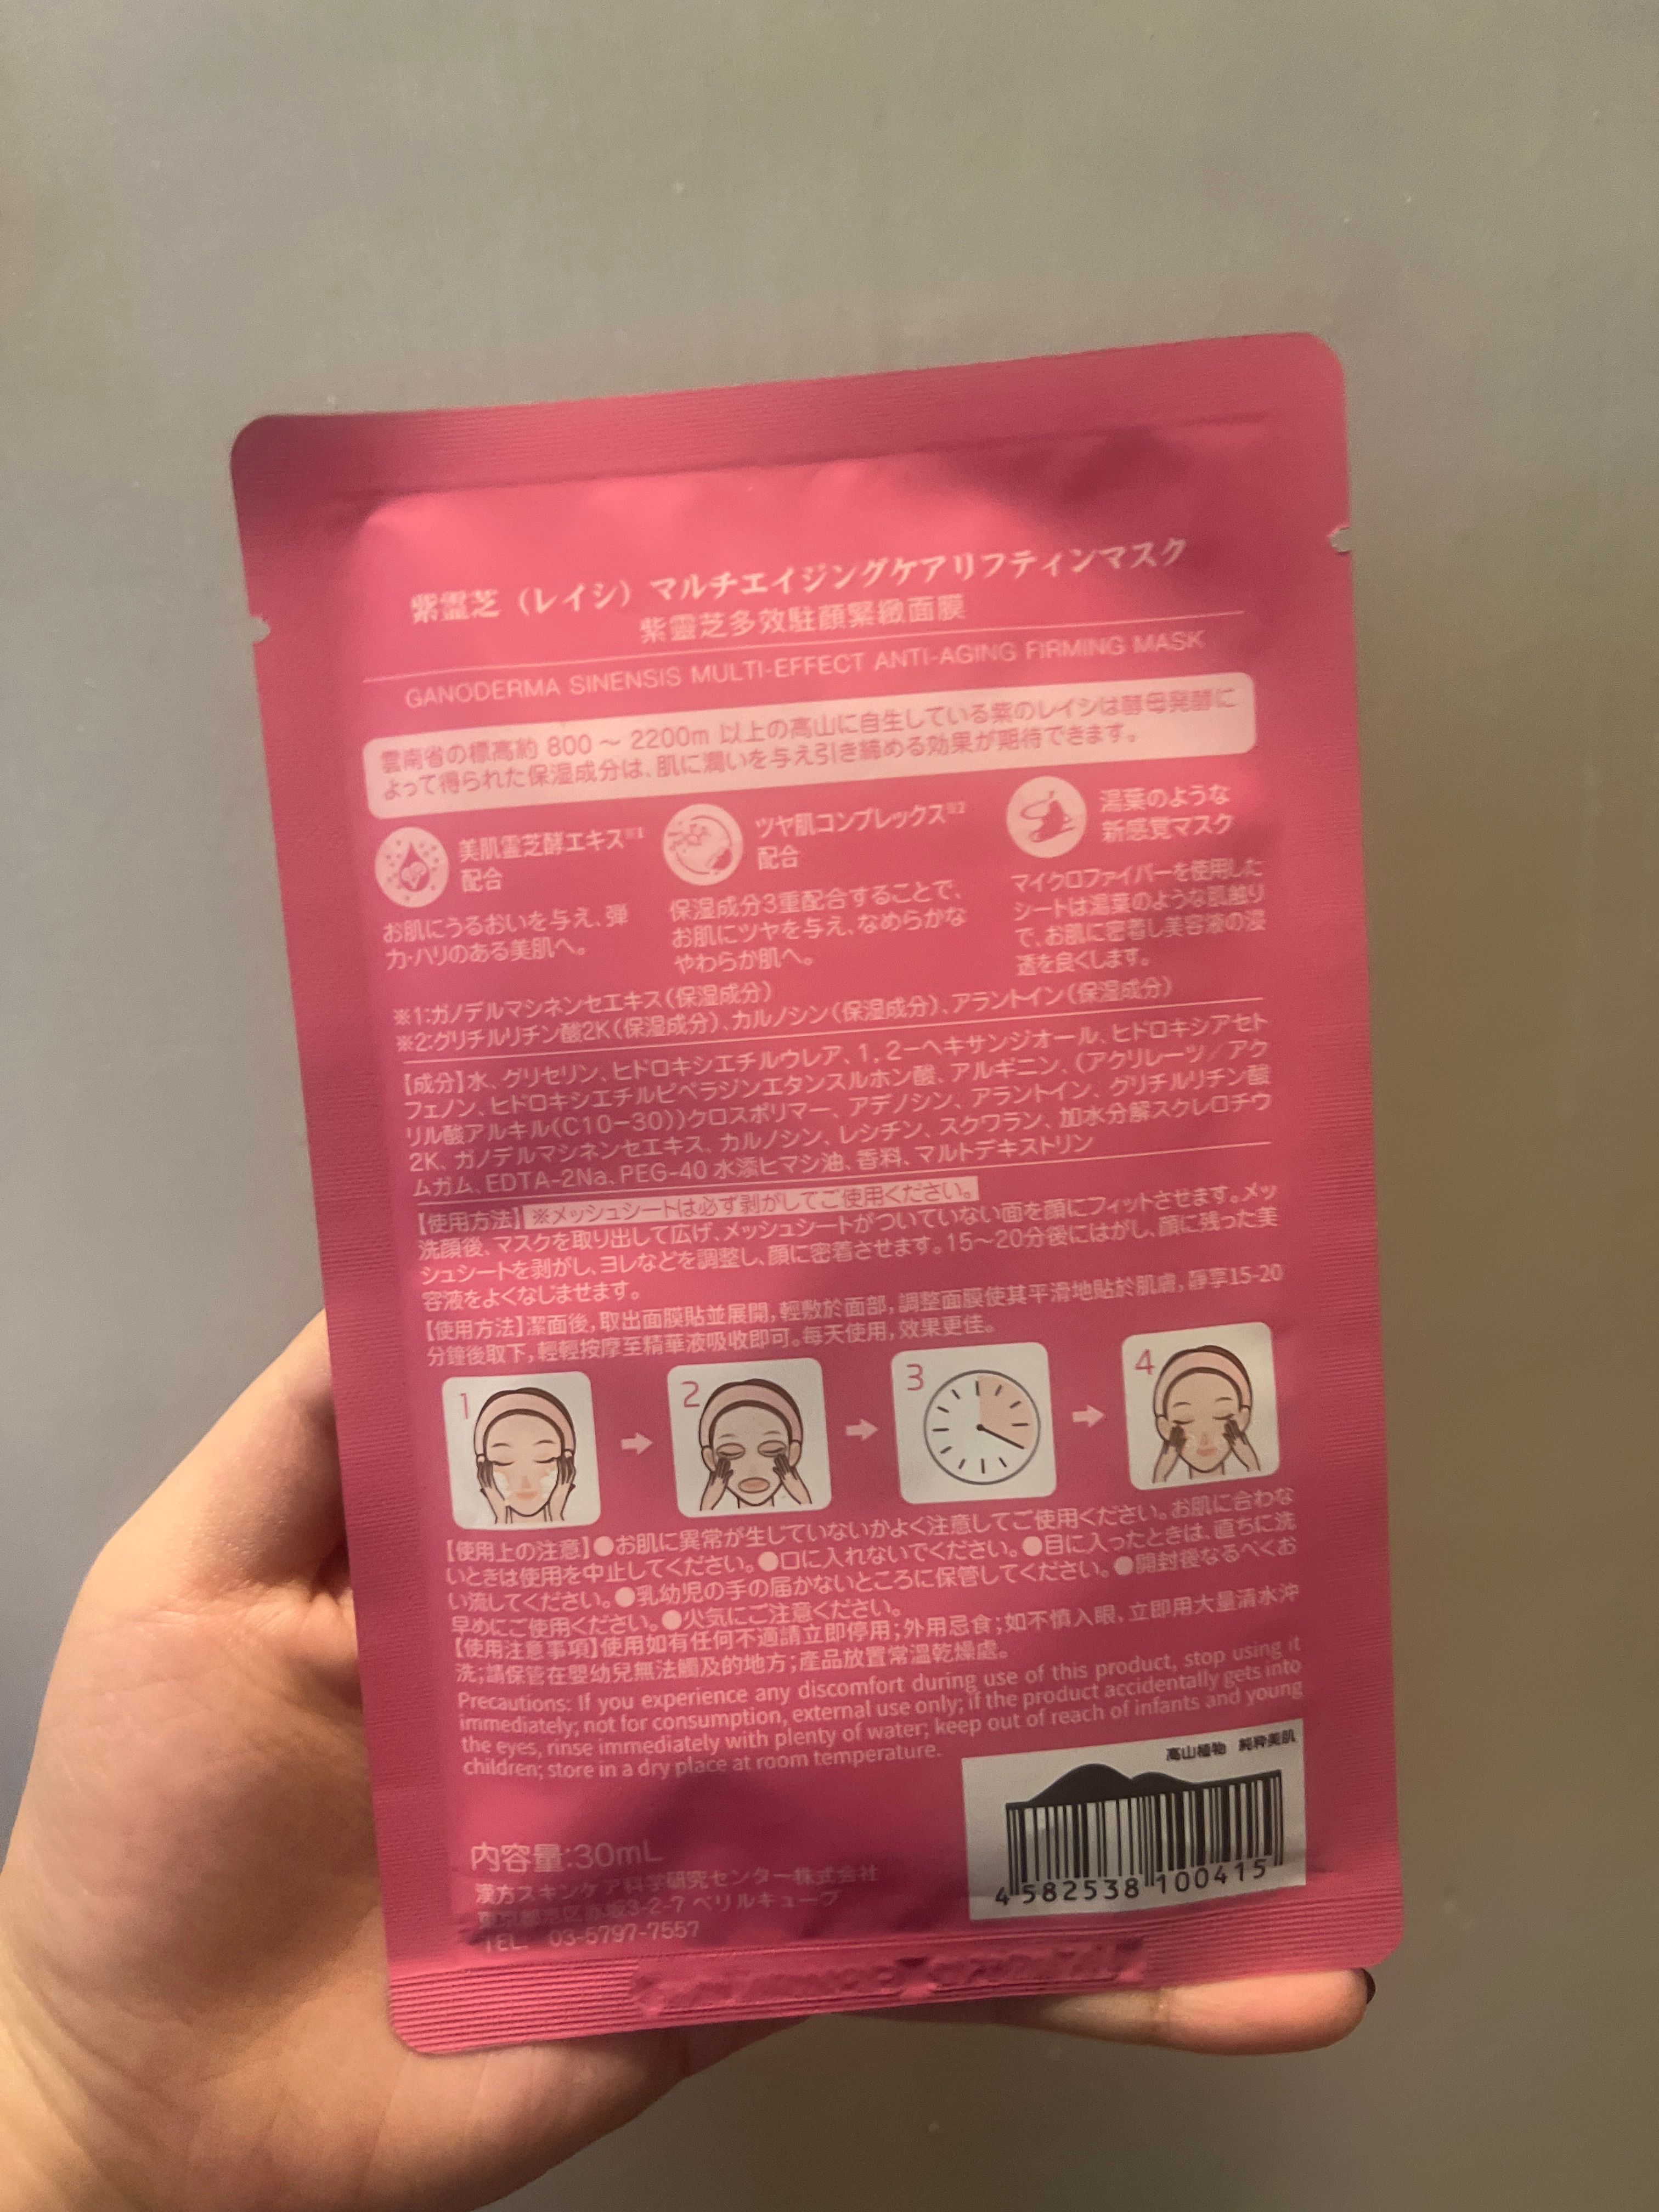 紫霊芝（レイシ）マルチエイジングケアリフティンマスク
紫靈芝多效駐顏緊緻面膜
GANODERMA SINENSIS MULTI-EFFECT ANTI-AGING FIRMING MASK
雲南省の標高約 800 ～ 2200m 以上の高山に自生している紫のレイシは酵母発酵に
よって得られた保湿成分は、肌に潤いを与え引き締める効果が期待できます。
美肌霊芝酵エキス※1
配合
お肌にうるおいを与え、弾
力・ハリのある美肌へ。
ツヤ肌コンプレックス※2
配合
保湿成分3重配合することで、
お肌にツヤを与え、なめらかな
やわらか肌へ。
湯葉のような
新感覚マスク
マイクロファイバーを使用した
シートは湯葉のような肌触り
で、お肌に密着し美容液の浸
透を良くします。
※1:ガノデルマシネンセエキス（保湿成分）
※2:グリチルリチン酸2K（保湿成分）、カルノシン（保湿成分）、アラントイン（保湿成分）
【成分】水、グリセリン、ヒドロキシエチルウレア、1，2－ヘキサンジオール、ヒドロキシアセト
フェノン、ヒドロキシエチルピペラジンエタンスルホン酸、アルギニン、（アクリレーツ／アク
リル酸アルキル（C10－30））クロスポリマー、アデノシン、アラントイン、グリチルリチン酸
2K、ガノデルマシネンセエキス、カルノシン、レシチン、スクワラン、加水分解スクレロチウ
ムガム、EDTA-2Na、PEG-40 水添ヒマシ油、香料、マルトデキストリン
【使用方法】※メッシュシートは必ず剥がしてご使用ください。
洗顔後、マスクを取り出して広げ、メッシュシートがついていない面を顔にフィットさせます。メッ
シュシートを剥がし、ヨレなどを調整し、顔に密着させます。15～20分後にはがし、顔に残った美
容液をよくなじませます。
【使用方法】潔面後，取出面膜貼並展開，輕敷於面部，調整面膜使其平滑地貼於肌膚，靜享15-20
分鐘後取下，輕輕按摩至精華液吸收即可。每天使用，效果更佳。
1
2
3
4
【使用上の注意】●お肌に異常が生していないかよく注意してご使用ください。お肌に合わな
いときは使用を中止してください。●口に入れないでください。●目に入ったときは、直ちに洗
い流してください。●乳幼児の手の届かないところに保管してください。●開封後なるべくお
早めにご使用ください。●火気にご注意ください。
【使用注意事項】使用如有任何不適請立即停用；外用忌食；如不慎入眼、立即用大量清水沖
洗；請保管在嬰幼兒無法觸及的地方；產品放置常溫乾燥處。
Precautions: If you experience any discomfort during use of this product, stop using it
immediately; not for consumption, external use only; if the product accidentally gets into
the eyes, rinse immediately with plenty of water; keep out of reach of infants and young
children; store in a dry place at room temperature.
高山植物 純粋美肌
4 582538 100415
内容量:30mL
漢方スキンケア科学研究センター株式会社
東京都港区赤坂3-2-7 ベリルキューブ
TEL. 03-5797-7557